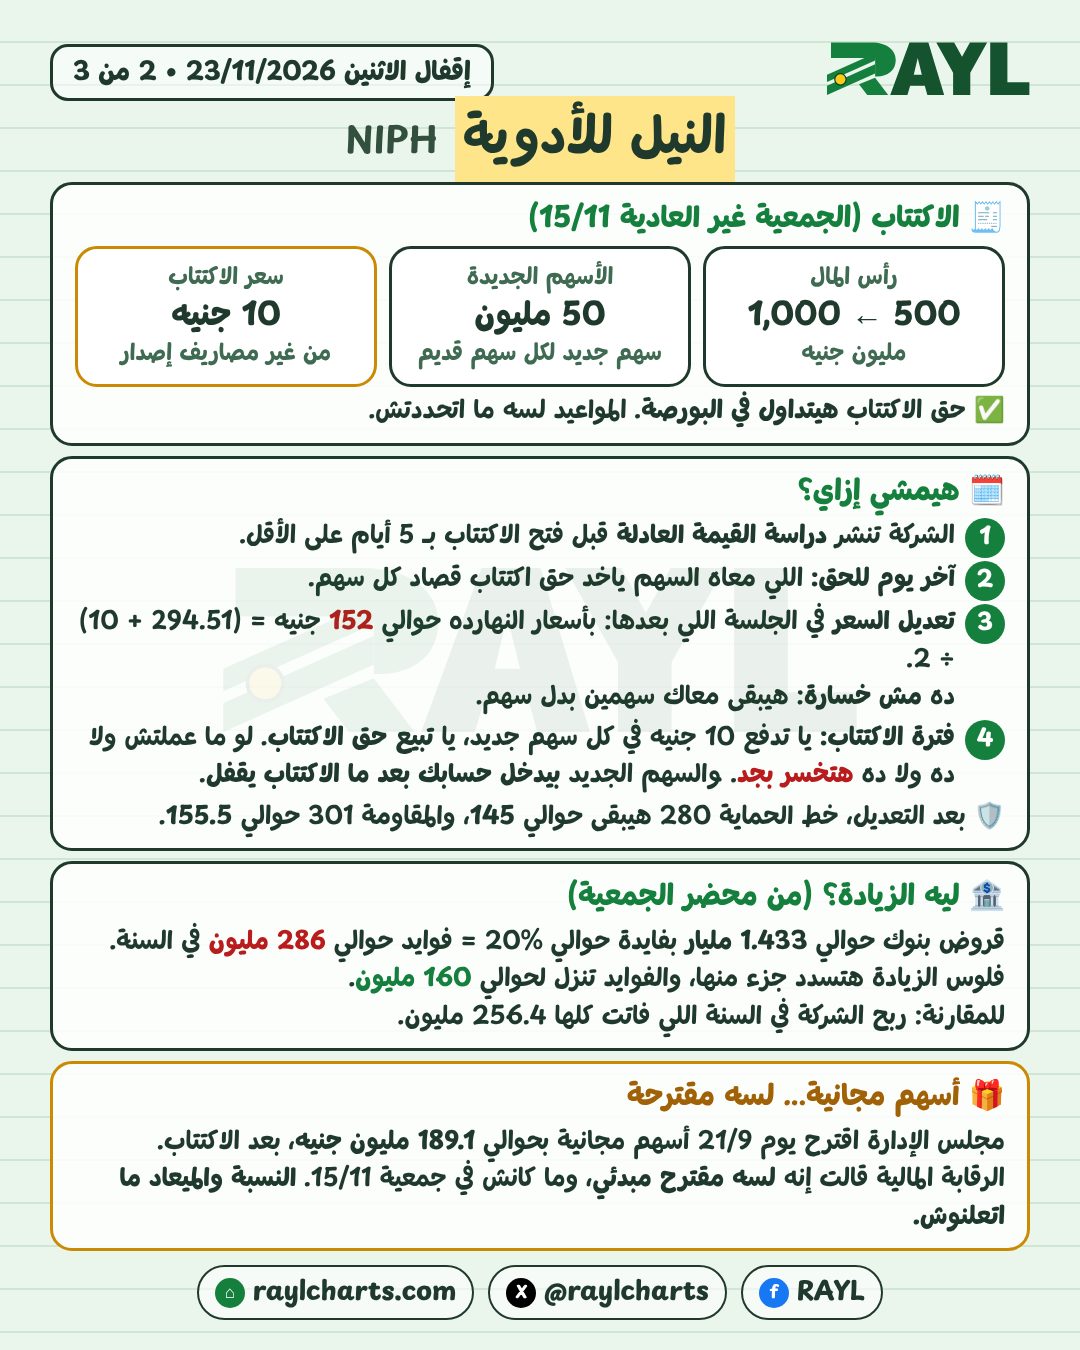 RAYL
إقفال الاثنين 23/11/2026 • 2 من 3
النيل للأدوية NIPH
الاكتتاب (الجمعية غير العادية 15/11)
رأس المال
500 ← 1,000
مليون جنيه
الأسهم الجديدة
50 مليون
سهم جديد لكل سهم قديم
سعر الاكتتاب
10 جنيه
من غير مصاريف إصدار
✅ حق الاكتتاب هيتداول في البورصة. المواعيد لسه ما اتحددتش.
هيمشي إزاي؟
1 الشركة تنشر دراسة القيمة العادلة قبل فتح الاكتتاب بـ 5 أيام على الأقل.
2 آخر يوم للحق: اللي معاه السهم ياخد حق اكتتاب قصاد كل سهم.
3 تعديل السعر في الجلسة اللي بعدها: بأسعار النهارده حوالي 152 جنيه = (294.51 + 10)
÷ 2.
ده مش خسارة: هيبقى معاك سهمين بدل سهم.
4 فترة الاكتتاب: يا تدفع 10 جنيه في كل سهم جديد، يا تبيع حق الاكتتاب. لو ما عملتش ولا
ده ولا ده هتخسر بجد. والسهم الجديد بيدخل حسابك بعد ما الاكتتاب يقفل.
بعد التعديل، خط الحماية 280 هيبقى حوالي 145، والمقاومة 301 حوالي 155.5.
ليه الزيادة؟ (من محضر الجمعية)
قروض بنوك حوالي 1.433 مليار بفايدة حوالي 20% = فوايد حوالي 286 مليون في السنة.
فلوس الزيادة هتسدد جزء منها، والفوايد تنزل لحوالي 160 مليون.
للمقارنة: ربح الشركة في السنة اللي فاتت كلها 256.4 مليون.
أسهم مجانية... لسه مقترحة
مجلس الإدارة اقترح يوم 21/9 أسهم مجانية بحوالي 189.1 مليون جنيه، بعد الاكتتاب.
الرقابة المالية قالت إنه لسه مقترح مبدئي، وما كانش في جمعية 15/11. النسبة والميعاد ما
اتعلنوش.
RAYL
@raylcharts
raylcharts.com